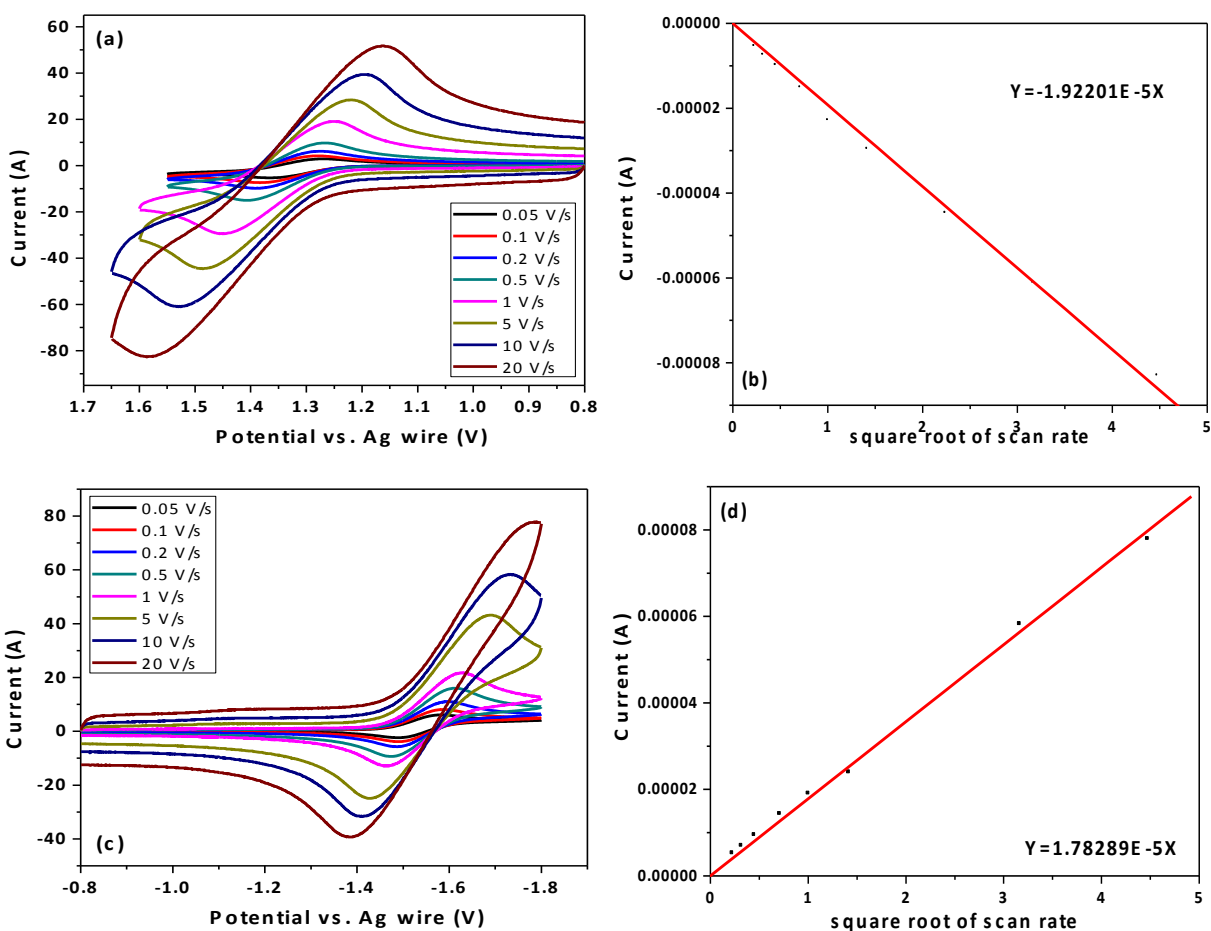 (a)
60
40
20
0
-20
-40
-60
-80
Current (A)
0.05 V/s
0.1 V/s
0.2 V/s
0.5 V/s
1 V/s
5 V/s
10 V/s
20 V/s
1.7 1.6 1.5 1.4 1.3 1.2 1.1 1.0 0.9 0.8
Potential vs. Ag wire (V)
0.00000
-0.00002
-0.00004
-0.00006
-0.00008
Current (A)
Y=-1.92201E-5X
(b)
0 1 2 3 4 5
square root of scan rate
80
60
40
20
0
-20
-40
Current (A)
0.05 V/s
0.1 V/s
0.2 V/s
0.5 V/s
1 V/s
5 V/s
10 V/s
20 V/s
(c)
-0.8 -1.0 -1.2 -1.4 -1.6 -1.8
Potential vs. Ag wire (V)
(d)
0.00008
0.00006
0.00004
0.00002
0.00000
Current (A)
Y=1.78289E-5X
0 1 2 3 4 5
square root of scan rate